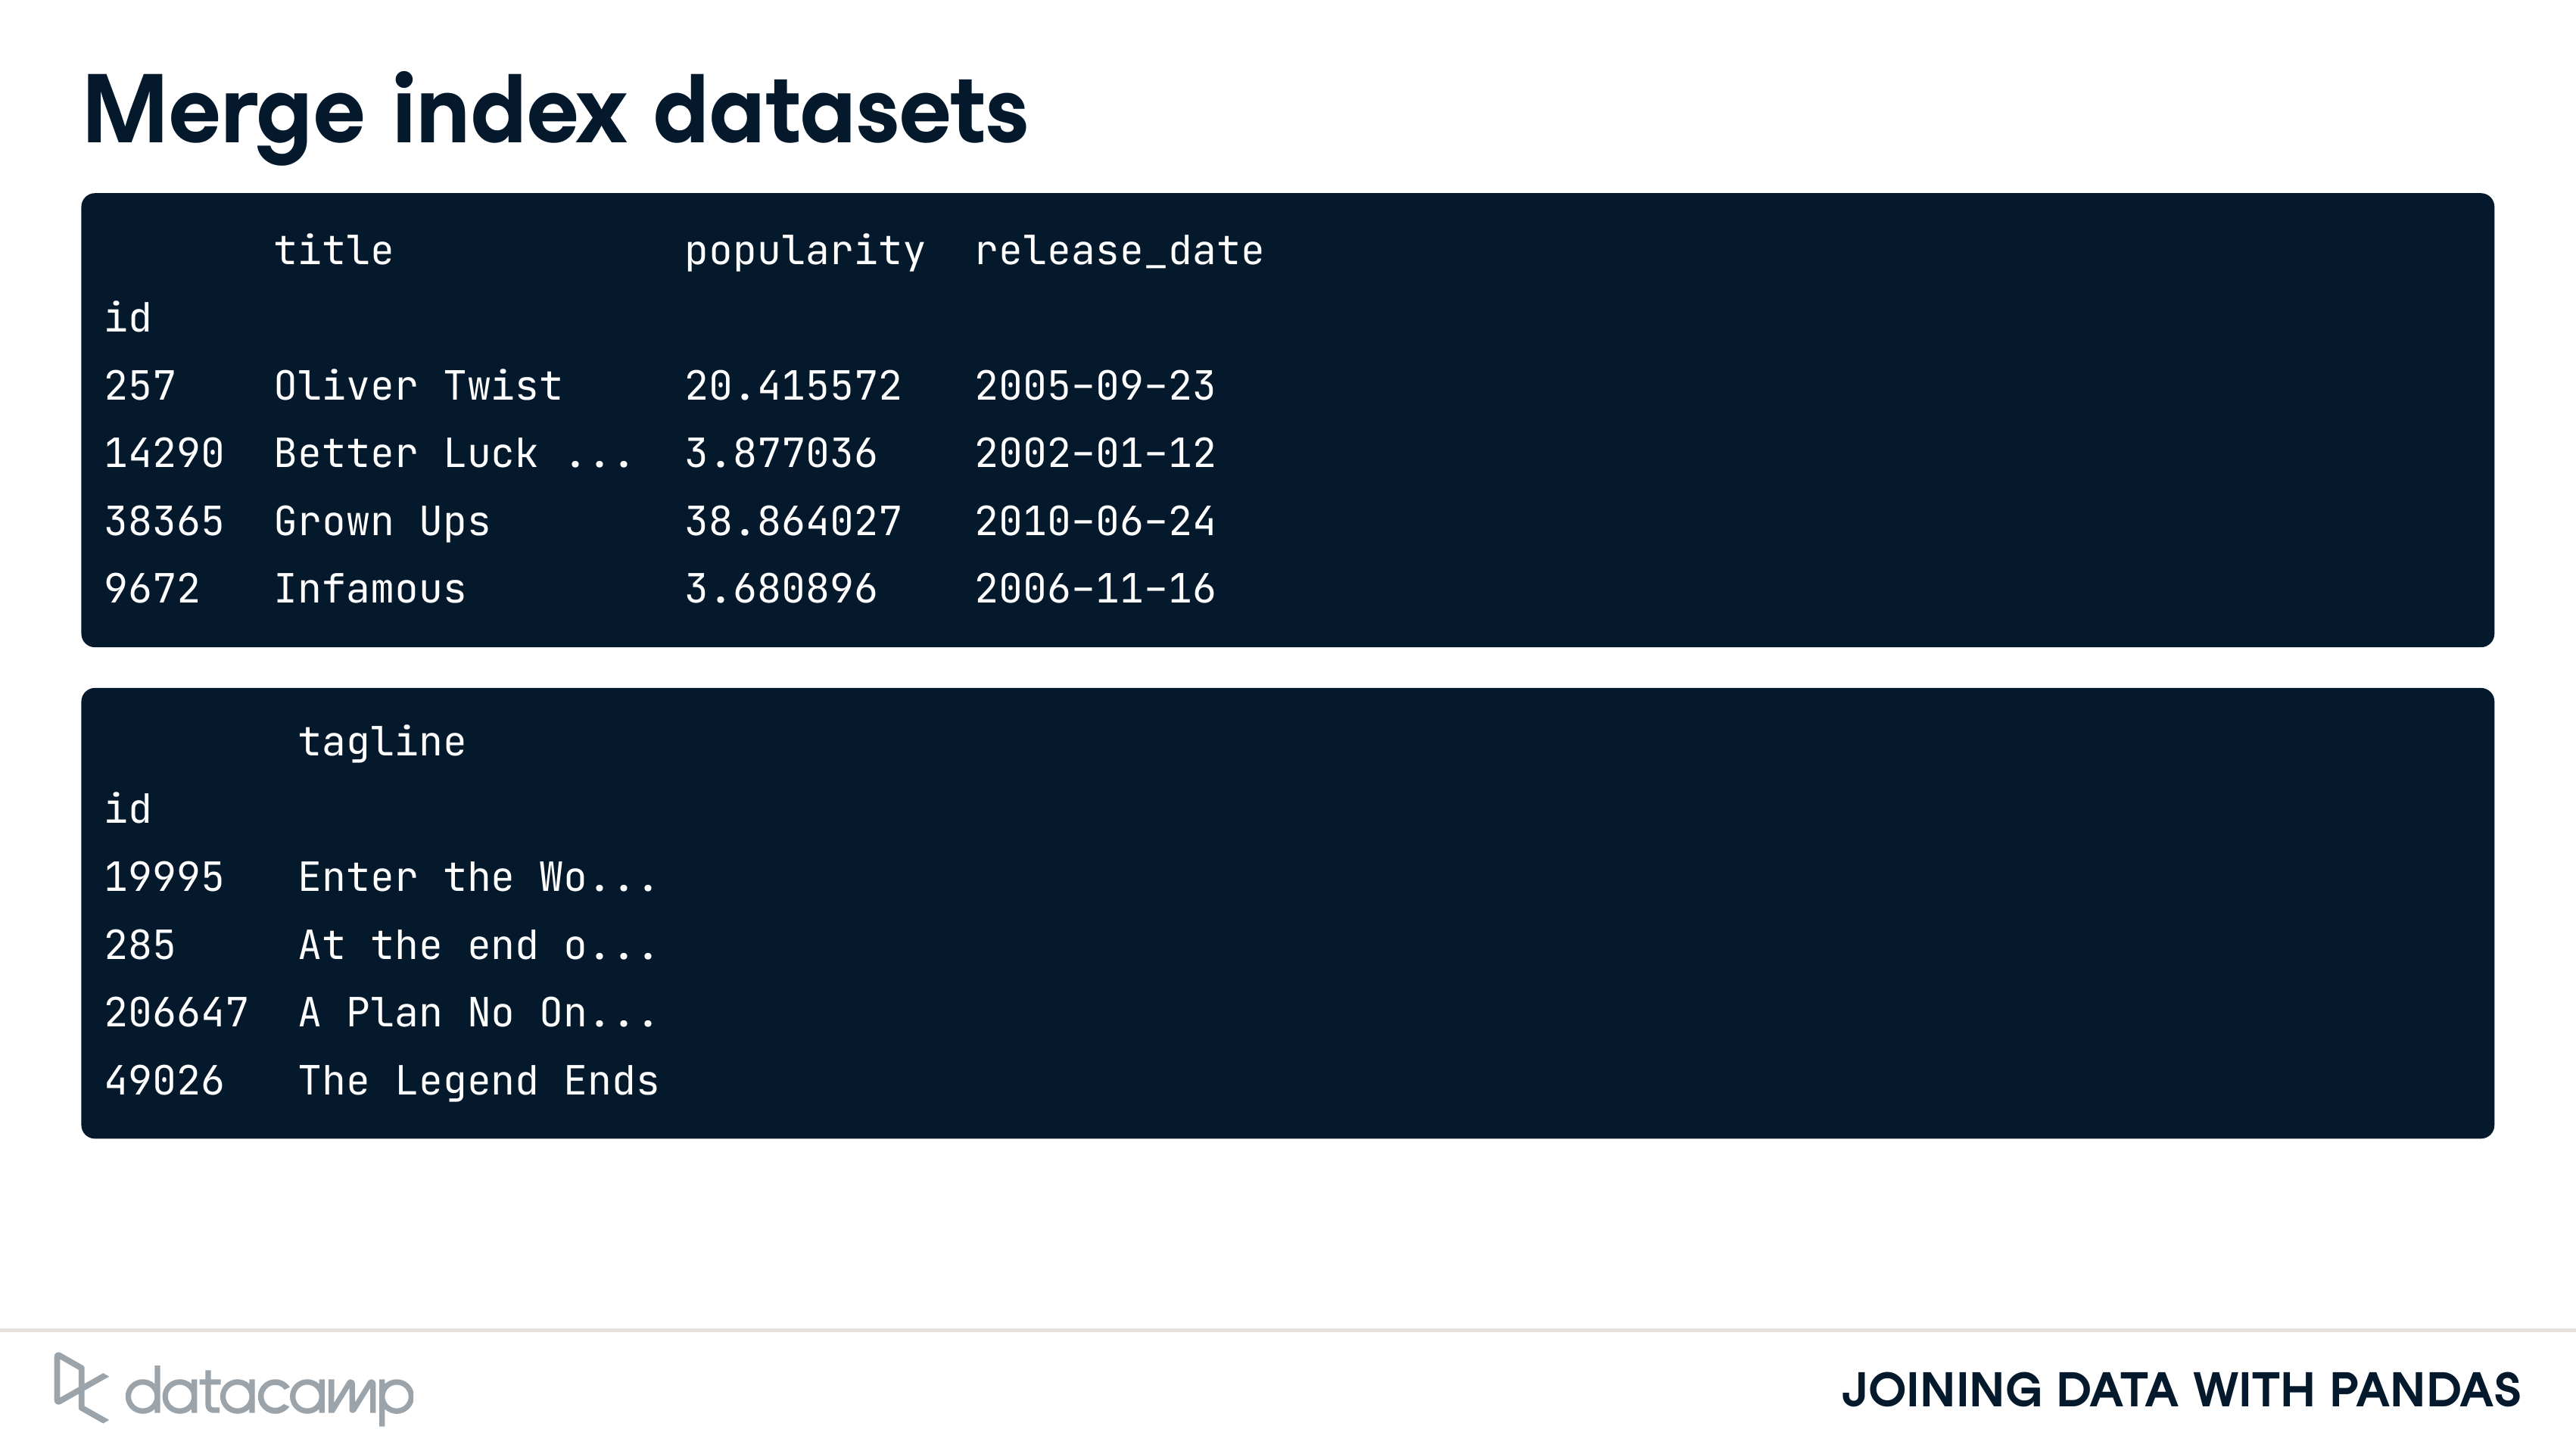 Merge index datasets
title popularity release_date
id
257 Oliver Twist 20.415572 2005-09-23
14290 Better Luck ... 3.877036 2002-01-12
38365 Grown Ups 38.864027 2010-06-24
9672 Infamous 3.680896 2006-11-16
tagline
id
19995 Enter the Wo...
285 At the end o...
206647 A Plan No On...
49026 The Legend Ends
datacamp
JOINING DATA WITH PANDAS